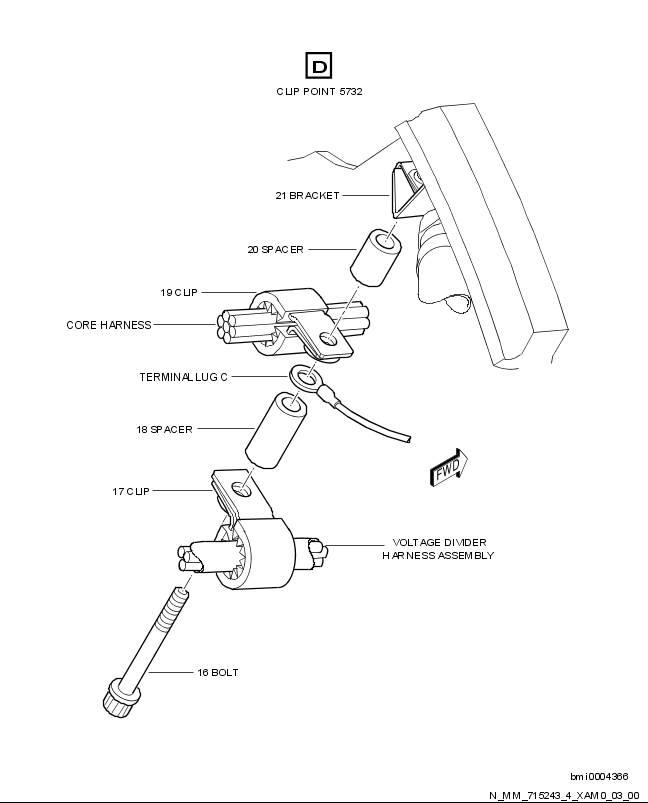 D
CLIP POINT 5732
21 BRACKET
20 SPACER
19 CLIP
CORE HARNESS
TERMINAL LUG C
18 SPACER
FWD
17 CLIP
VOLTAGE DIVIDER
HARNESS ASSEMBLY
16 BOLT
bmi0004366
N_MM_715243_4_XAM0_03_00